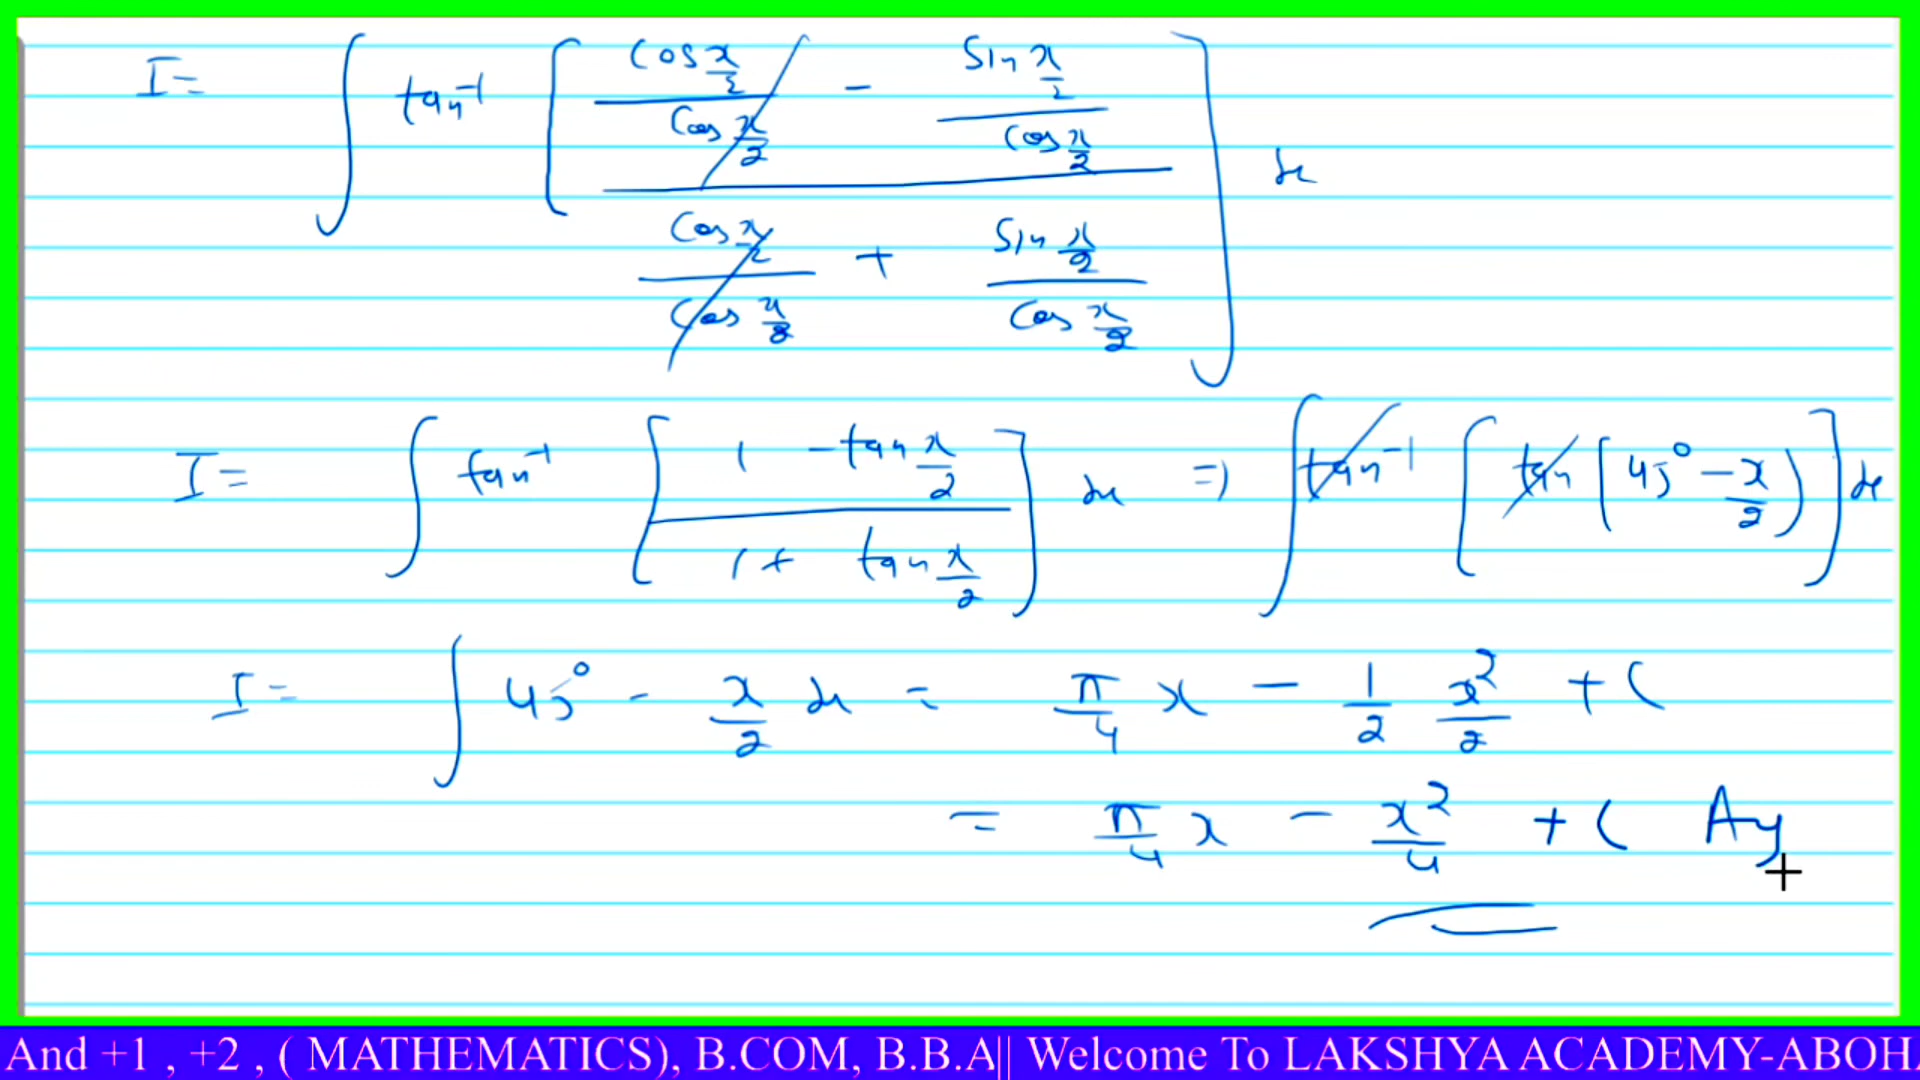 I = ∫ tan⁻¹ [ (cos x/2 / cos x/2 − sin x/2 / cos x/2) / (cos x/2 / cos x/2 + sin x/2 / cos x/2) ] dx
I = ∫ tan⁻¹ [ (1 − tan x/2) / (1 + tan x/2) ] dx ⇒ ∫ tan⁻¹ [ tan (45° − x/2) ] dx
I = ∫ 45° − x/2 dx = π/4 x − 1/2 x²/2 + C
= π/4 x − x²/4 + C
And +1 , +2 , ( MATHEMATICS), B.COM, B.B.A|| Welcome To LAKSHYA ACADEMY-ABOH